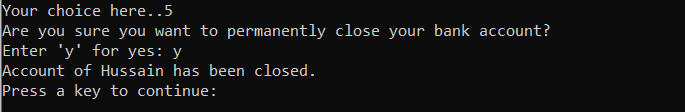 Your choice here..5
Are you sure you want to permanently close your bank account?
Enter 'y' for yes: y
Account of Hussain has been closed.
Press a key to continue: